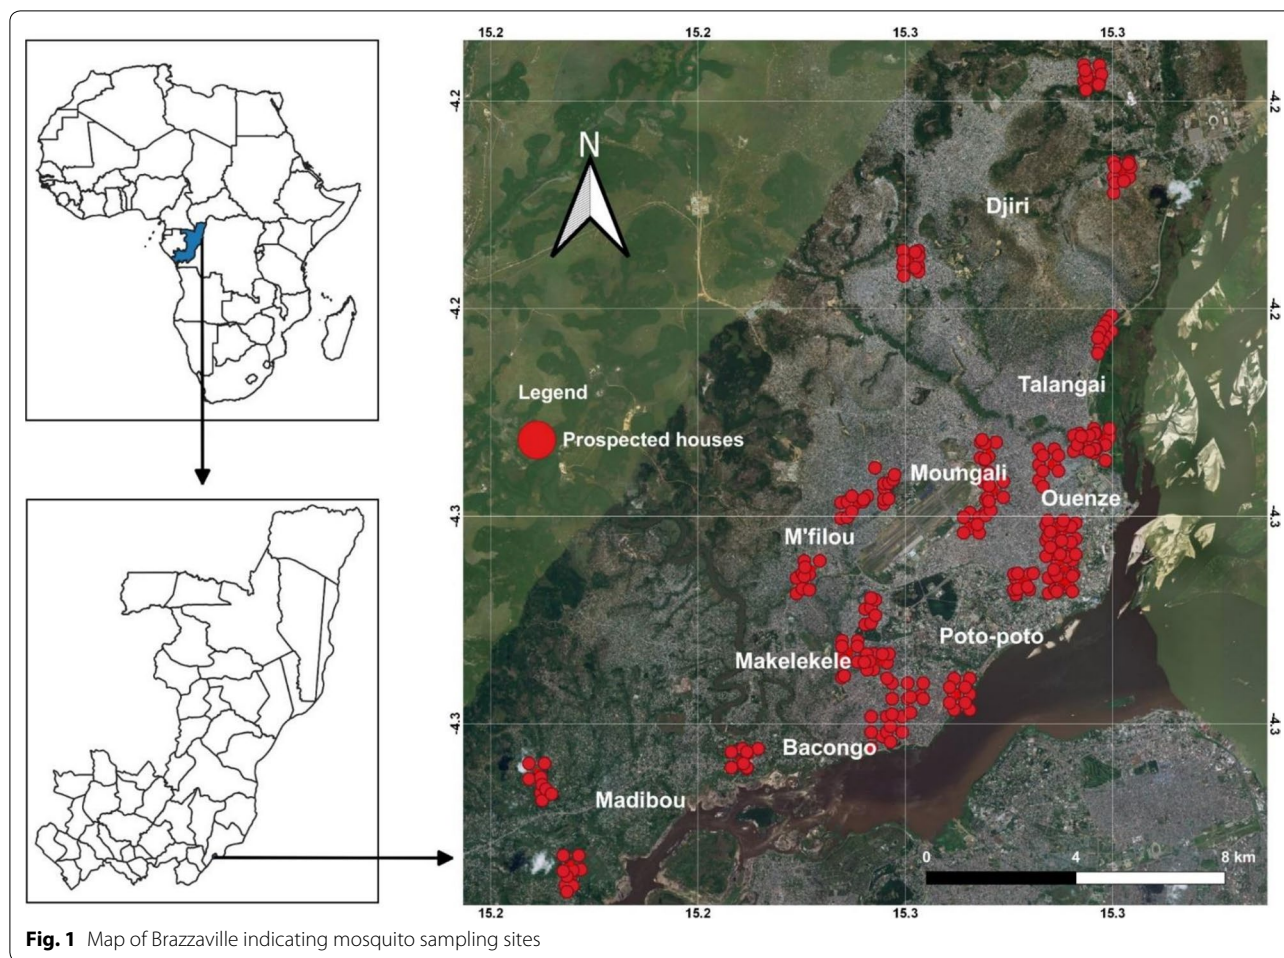 15.2 15.2 15.3 15.3
-4.2 -4.2
N
Djiri
-4.2 -4.2
Talangai
Legend
Prospected houses
Moungali
Ouenze
-4.3 -4.3
M'filou
Poto-poto
Makelekele
-4.3 -4.3
Bacongo
Madibou
0 4 8 km
15.2 15.2 15.3 15.3
Fig. 1 Map of Brazzaville indicating mosquito sampling sites